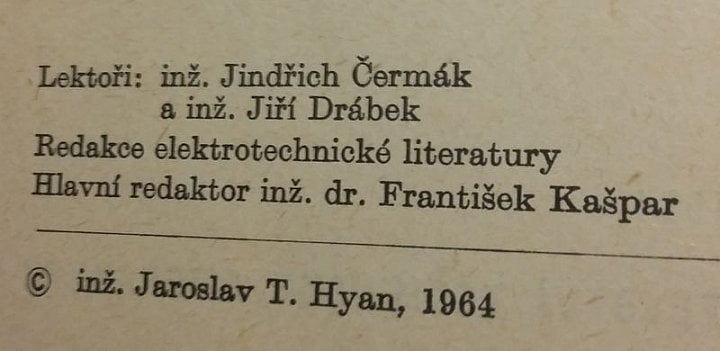 Lektoři: inž. Jindřich Čermák
a inž. Jiří Drábek
Redakce elektrotechnické literatury
Hlavní redaktor inž. dr. František Kašpar
© inž. Jaroslav T. Hyan, 1964